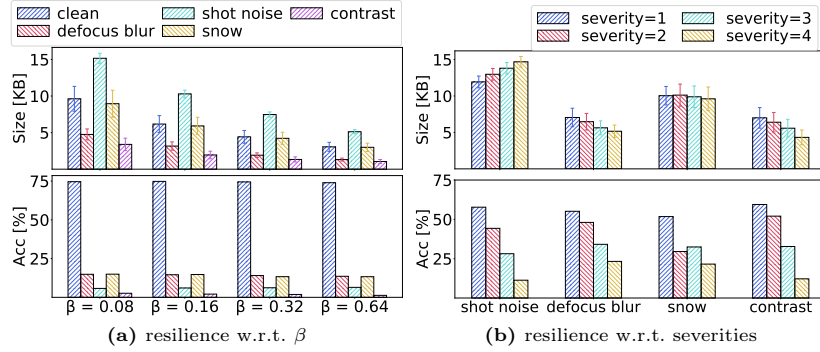 clean shot noise contrast
defocus blur snow
Size [KB]
15
10
5
Acc [%]
75
50
25
β = 0.08 β = 0.16 β = 0.32 β = 0.64
(a) resilience w.r.t. β
severity=1 severity=3
severity=2 severity=4
Size [KB]
15
10
5
Acc [%]
75
50
25
shot noise defocus blur snow contrast
(b) resilience w.r.t. severities